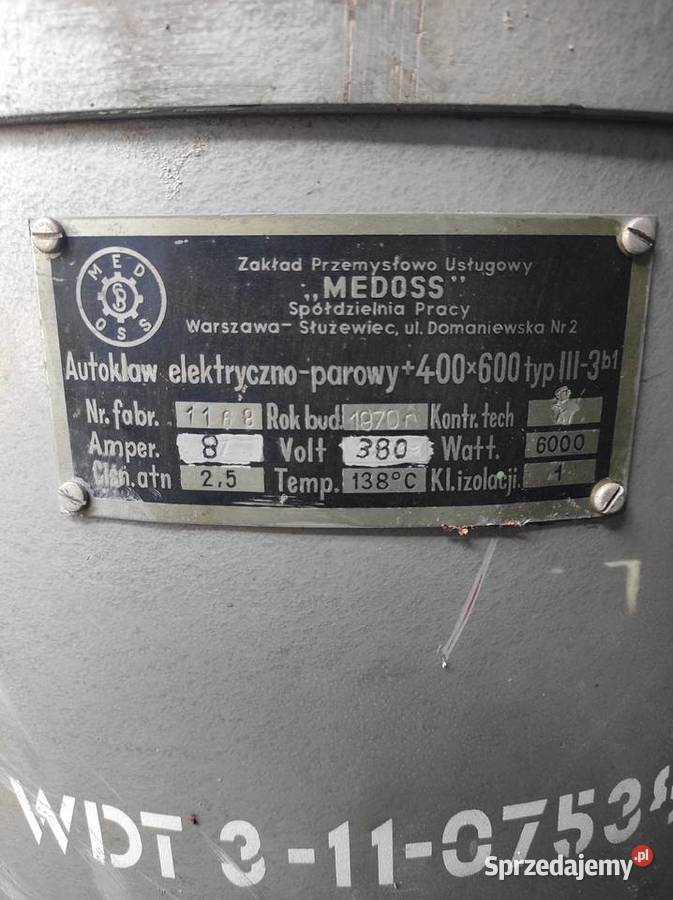 MED
OSS
Zakład Przemysłowo Usługowy
„MEDOSS”
Spółdzielnia Pracy
Warszawa - Służewiec, ul. Domaniewska Nr 2
Autoklaw elektryczno-parowy + 400x600 typ III-3b1
Nr. fabr. 1168 Rok bud. 1970 Kontr. tech
Amper. 8 Volt 380 Watt. 6000
Ciśn. atn 2,5 Temp. 138°C Kl. izolacji. 1
WDT 3-11-0753
Sprzedajemy.pl